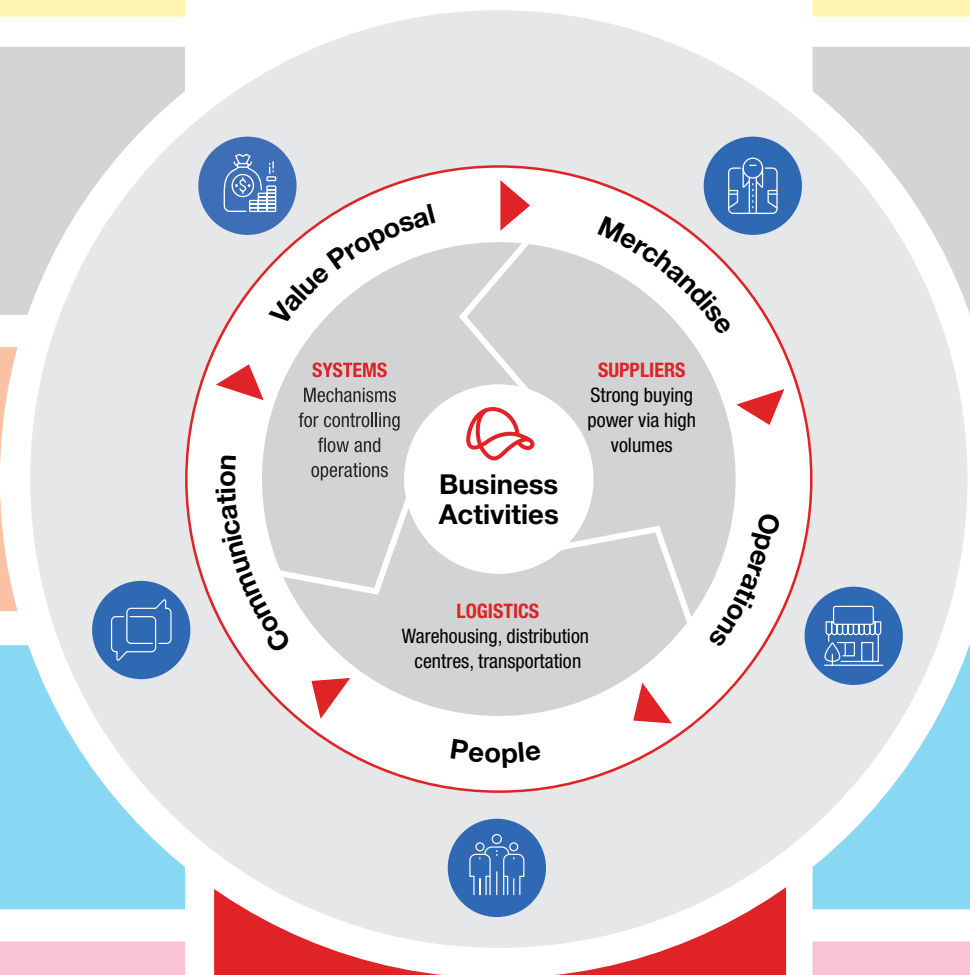 Value Proposal
Merchandise
Operations
People
Communication
SYSTEMS
Mechanisms
for controlling
flow and
operations
SUPPLIERS
Strong buying
power via high
volumes
Business
Activities
LOGISTICS
Warehousing, distribution
centres, transportation
$